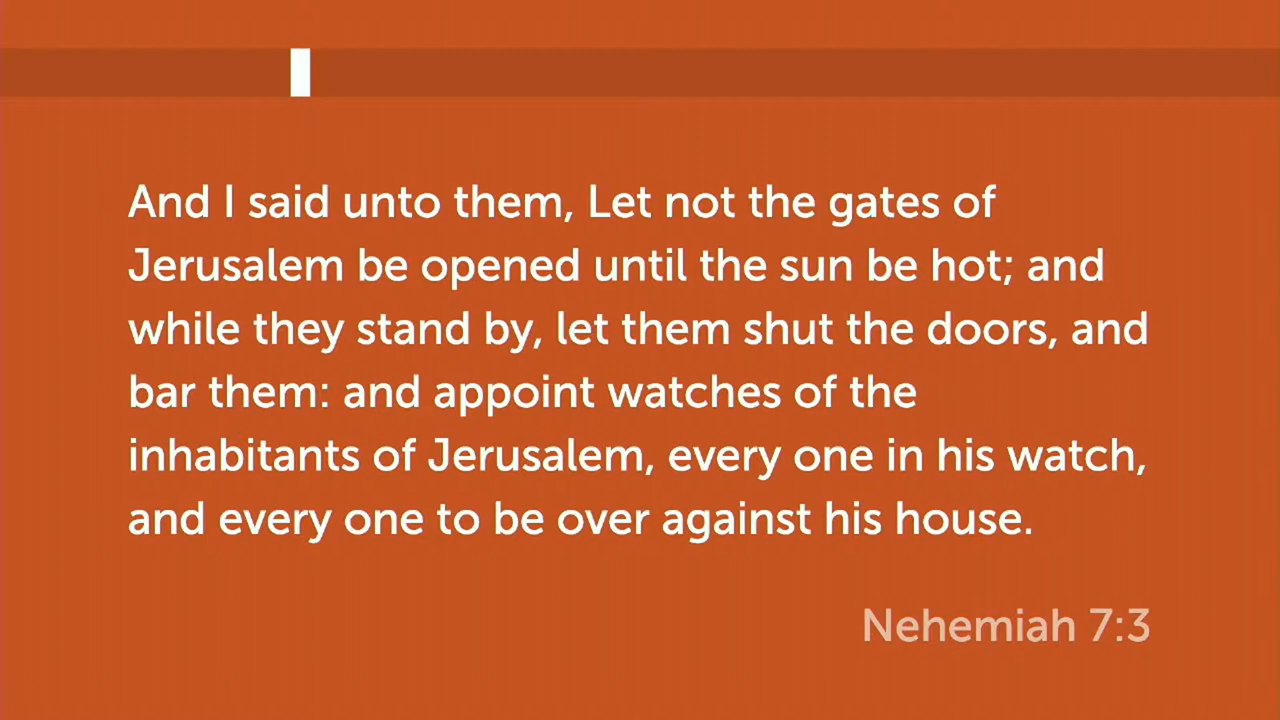 And I said unto them, Let not the gates of
Jerusalem be opened until the sun be hot; and
while they stand by, let them shut the doors, and
bar them: and appoint watches of the
inhabitants of Jerusalem, every one in his watch,
and every one to be over against his house.
Nehemiah 7:3